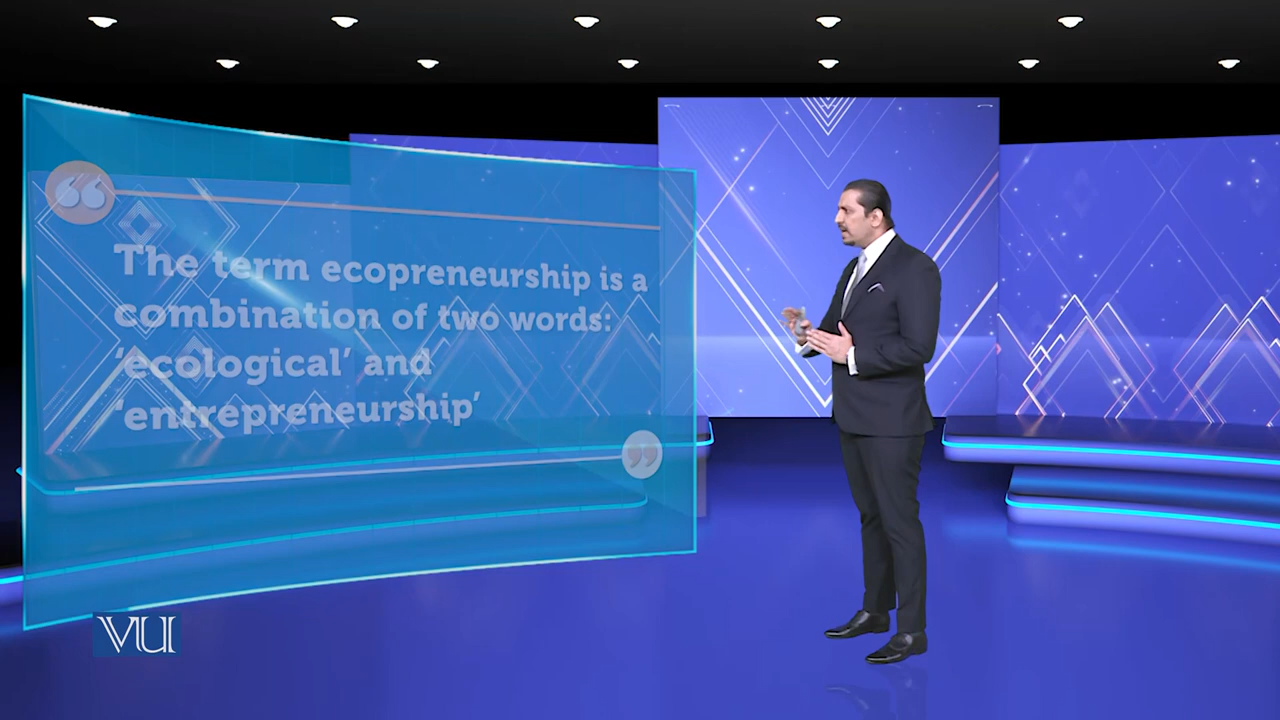 The term ecopreneurship is a
combination of two words:
‘ecological’ and
‘entrepreneurship’
VU